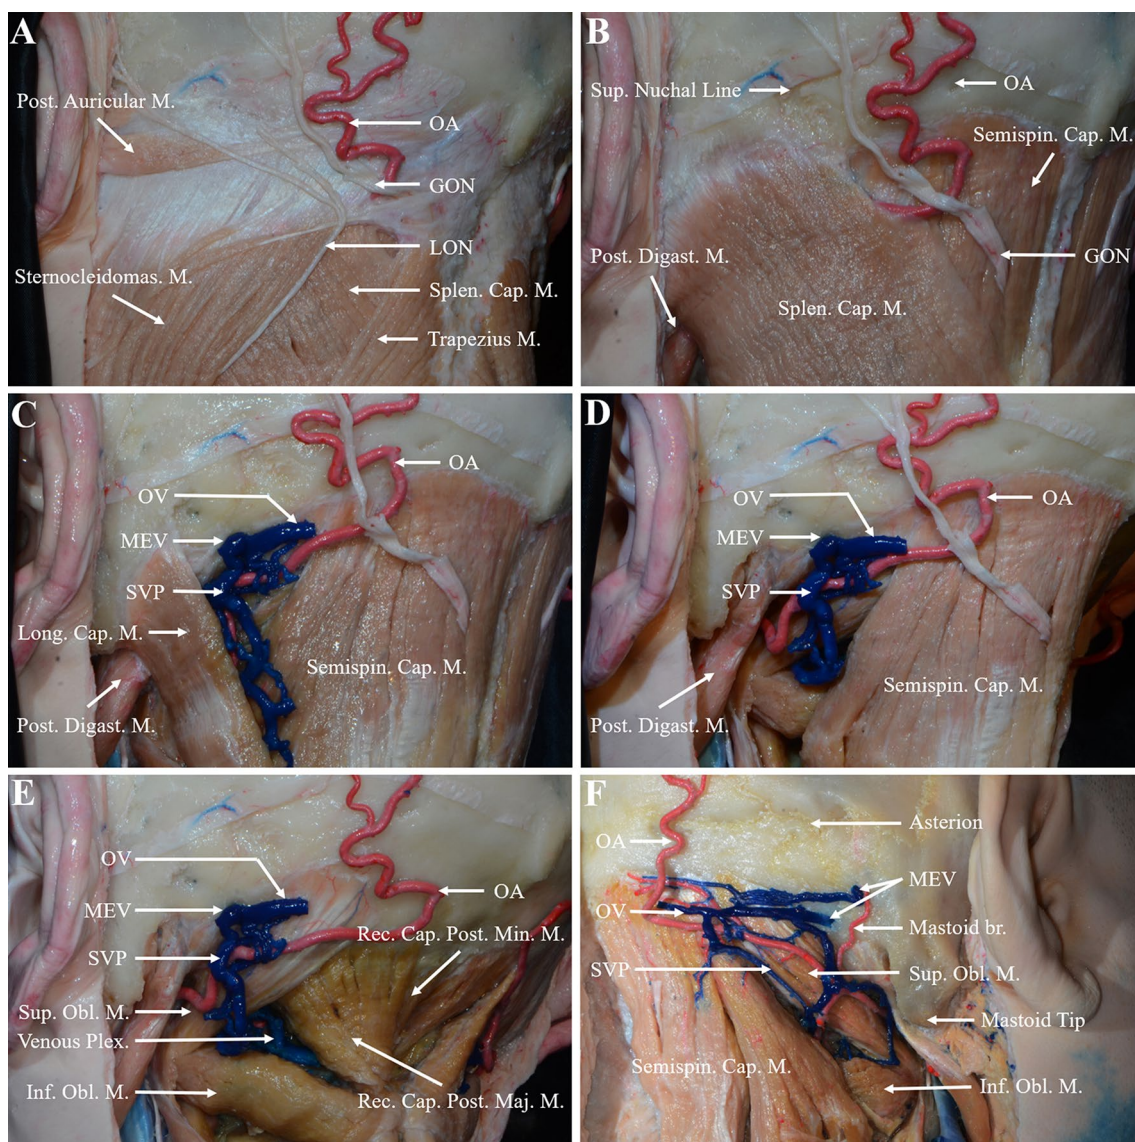 A
Post. Auricular M.
OA
GON
LON
Sternocleidomas. M.
Splen. Cap. M.
Trapezius M.
B
Sup. Nuchal Line
OA
Semispin. Cap. M.
Post. Digast. M.
GON
Splen. Cap. M.
C
OA
OV
MEV
SVP
Long. Cap. M.
Semispin. Cap. M.
Post. Digast. M.
D
OV
OA
MEV
SVP
Semispin. Cap. M.
Post. Digast. M.
E
OV
OA
MEV
Rec. Cap. Post. Min. M.
SVP
Sup. Obl. M.
Venous Plex.
Inf. Obl. M.
Rec. Cap. Post. Maj. M.
F
Asterion
OA
MEV
OV
Mastoid br.
SVP
Sup. Obl. M.
Mastoid Tip
Semispin. Cap. M.
Inf. Obl. M.